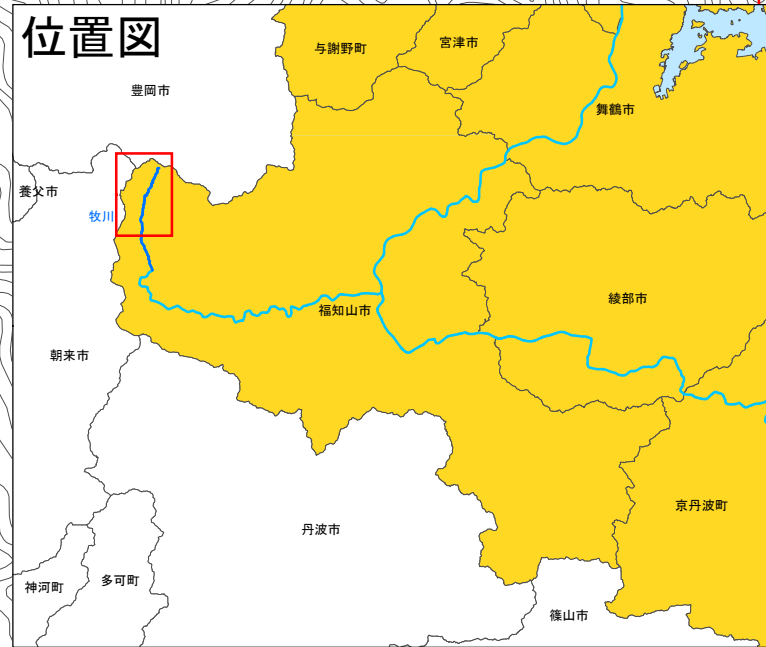 位置図
与謝野町
宮津市
豊岡市
舞鶴市
養父市
牧川
綾部市
福知山市
朝来市
京丹波町
丹波市
神河町
多可町
篠山市